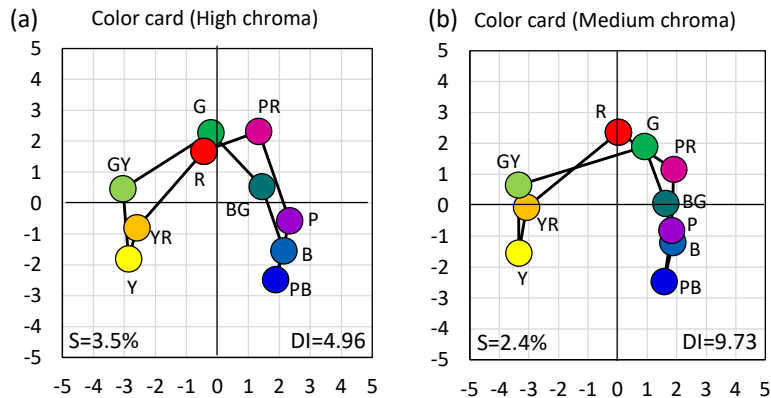 (a) Color card (High chroma)
5
4
3
2
1
0
-1
-2
-3
-4
-5
G
PR
GY
R
BG
P
YR
B
Y
PB
S=3.5%
DI=4.96
-5 -4 -3 -2 -1 0 1 2 3 4 5
(b) Color card (Medium chroma)
5
4
3
2
1
0
-1
-2
-3
-4
-5
R
G
GY
PR
BG
YR
P
B
Y
PB
S=2.4%
DI=9.73
-5 -4 -3 -2 -1 0 1 2 3 4 5